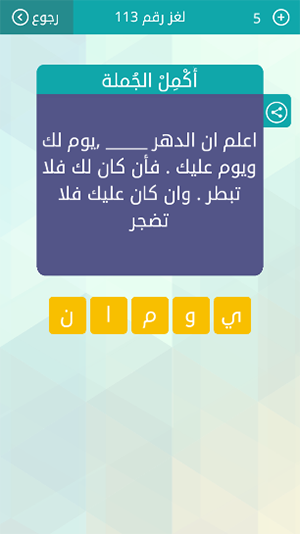 رجوع
لغز رقم 113
5
أكْمِلْ الجُملة
اعلم ان الدهر _____ ,يوم لك
ويوم عليك . فأن كان لك فلا
تبطر . وان كان عليك فلا
تضجر
ي و م ا ن